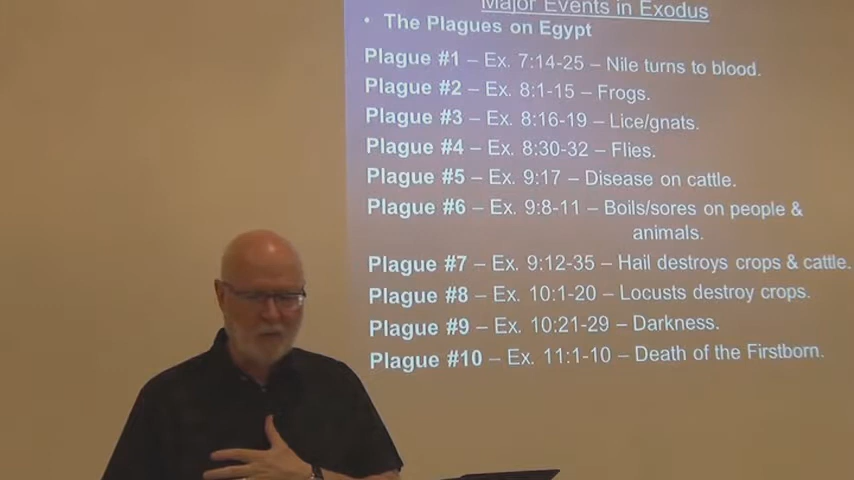 Major Events in Exodus
• The Plagues on Egypt
Plague #1 – Ex. 7:14-25 – Nile turns to blood.
Plague #2 – Ex. 8:1-15 – Frogs.
Plague #3 – Ex. 8:16-19 – Lice/gnats.
Plague #4 – Ex. 8:30-32 – Flies.
Plague #5 – Ex. 9:17 – Disease on cattle.
Plague #6 – Ex. 9:8-11 – Boils/sores on people &
animals.
Plague #7 – Ex. 9:12-35 – Hail destroys crops & cattle.
Plague #8 – Ex. 10:1-20 – Locusts destroy crops.
Plague #9 – Ex. 10:21-29 – Darkness.
Plague #10 – Ex. 11:1-10 – Death of the Firstborn.